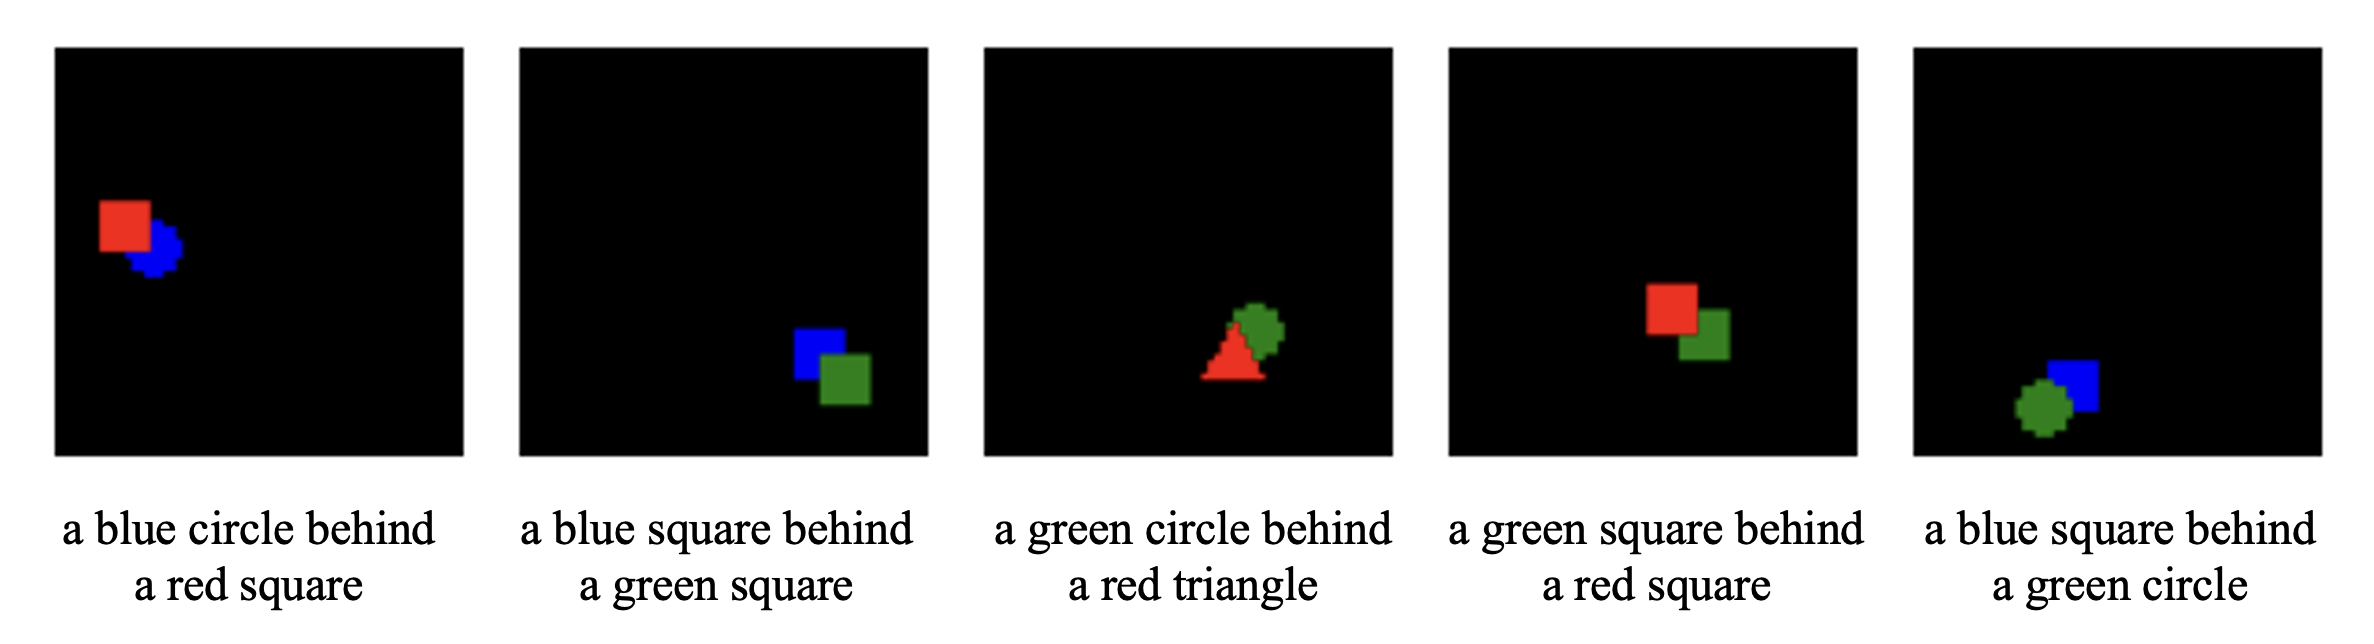 a blue circle behind
a red square
a blue square behind
a green square
a green circle behind
a red triangle
a green square behind
a red square
a blue square behind
a green circle